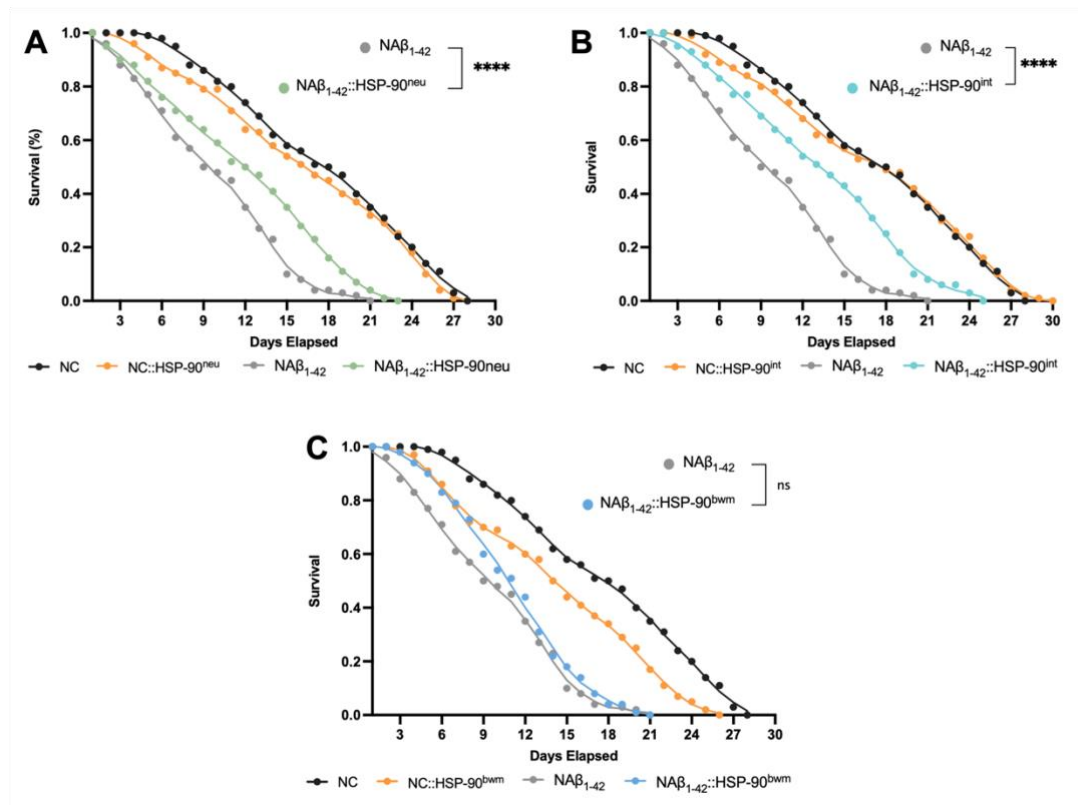 A
B
NAβ1-42
****
NAβ1-42::HSP-90neu
NAβ1-42
****
NAβ1-42::HSP-90int
Survival (%)
1.0
0.8
0.6
0.4
0.2
0.0
3 6 9 12 15 18 21 24 27 30
Days Elapsed
NC NC::HSP-90neu NAβ1-42 NAβ1-42::HSP-90neu
Survival
1.0
0.8
0.6
0.4
0.2
0.0
3 6 9 12 15 18 21 24 27 30
Days Elapsed
NC NC::HSP-90int NAβ1-42 NAβ1-42::HSP-90int
C
NAβ1-42
ns
NAβ1-42::HSP-90bwm
Survival
1.0
0.8
0.6
0.4
0.2
0.0
3 6 9 12 15 18 21 24 27 30
Days Elapsed
NC NC::HSP-90bwm NAβ1-42 NAβ1-42::HSP-90bwm